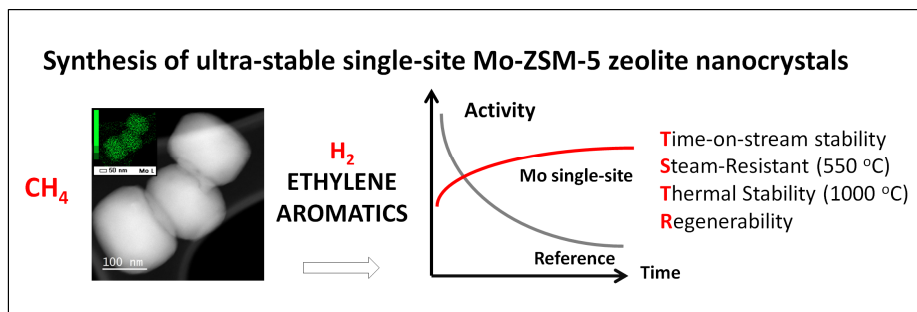 Synthesis of ultra-stable single-site Mo-ZSM-5 zeolite nanocrystals
CH4
50 nm
Mo L
100 nm
H2
ETHYLENE
AROMATICS
Activity
Mo single-site
Reference
Time
Time-on-stream stability
Steam-Resistant (550 °C)
Thermal Stability (1000 °C)
Regenerability